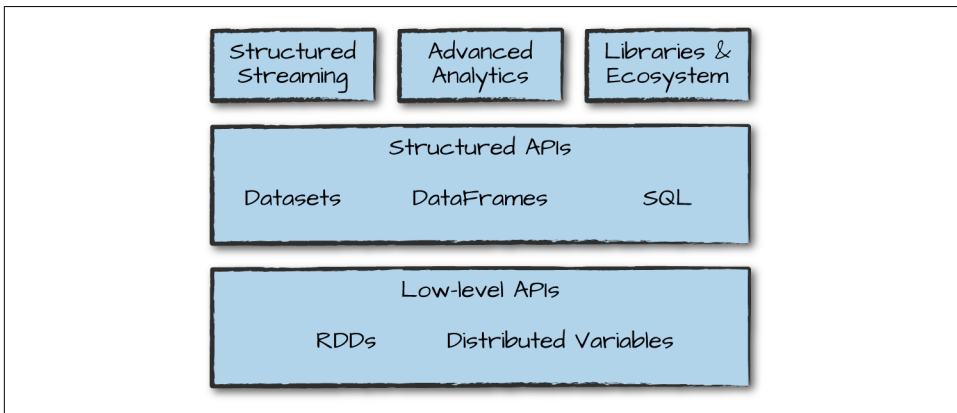 Structured
Streaming
Advanced
Analytics
Libraries &
Ecosystem
Structured APIs
Datasets DataFrames SQL
Low-level APIs
RDDs Distributed Variables